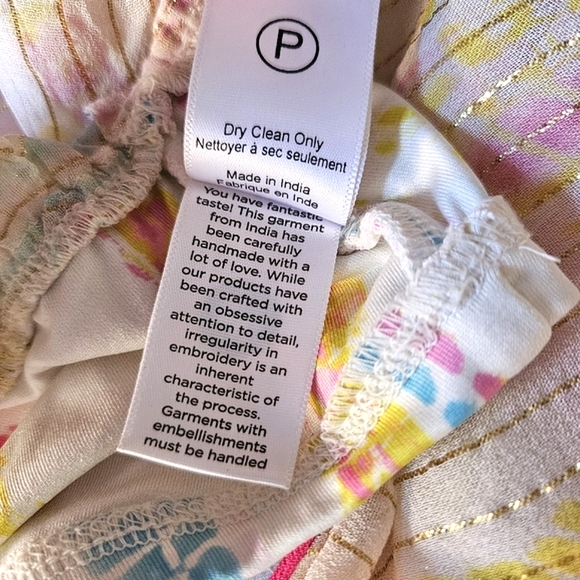 P
Dry Clean Only
Nettoyer à sec seulement
Made in India
Fabrique en Inde
You have fantastic
taste! This garment
from India has
been carefully
handmade with a
lot of love. While
our products have
been crafted with
an obsessive
attention to detail,
irregularity in
embroidery is an
inherent
characteristic of
the process.
Garments with
embellishments
must be handled